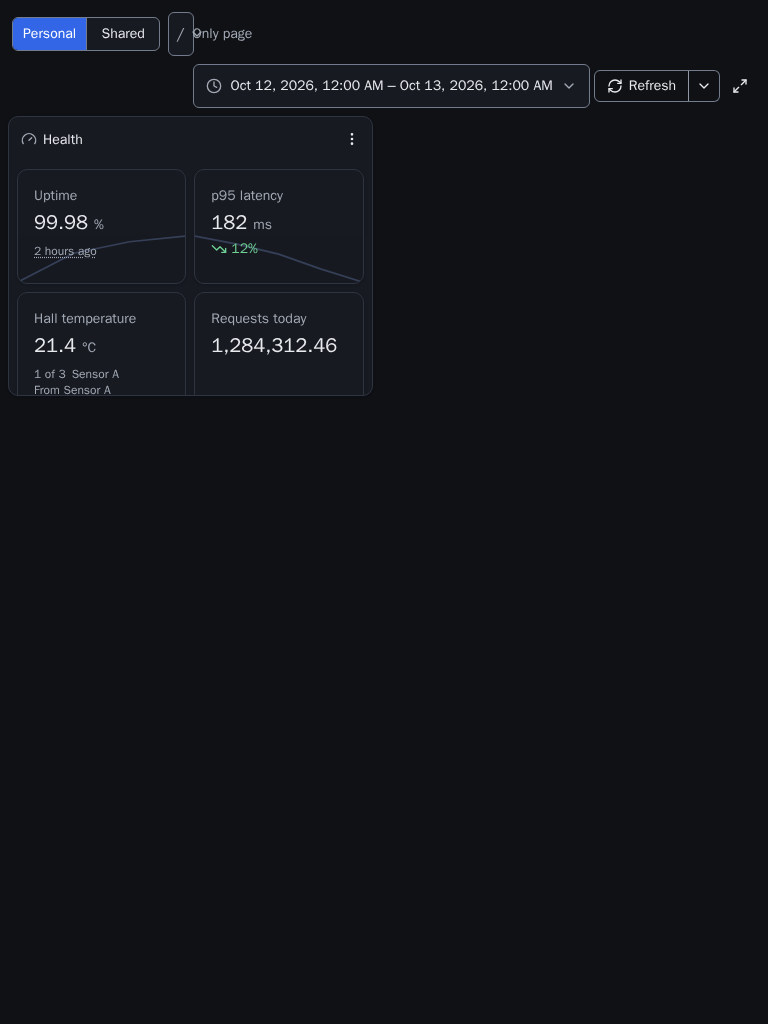 Personal Shared / Only page
Oct 12, 2026, 12:00 AM – Oct 13, 2026, 12:00 AM Refresh
Health
Uptime
99.98 %
2 hours ago
p95 latency
182 ms
12%
Hall temperature
21.4 °C
1 of 3 Sensor A
From Sensor A
Requests today
1,284,312.46